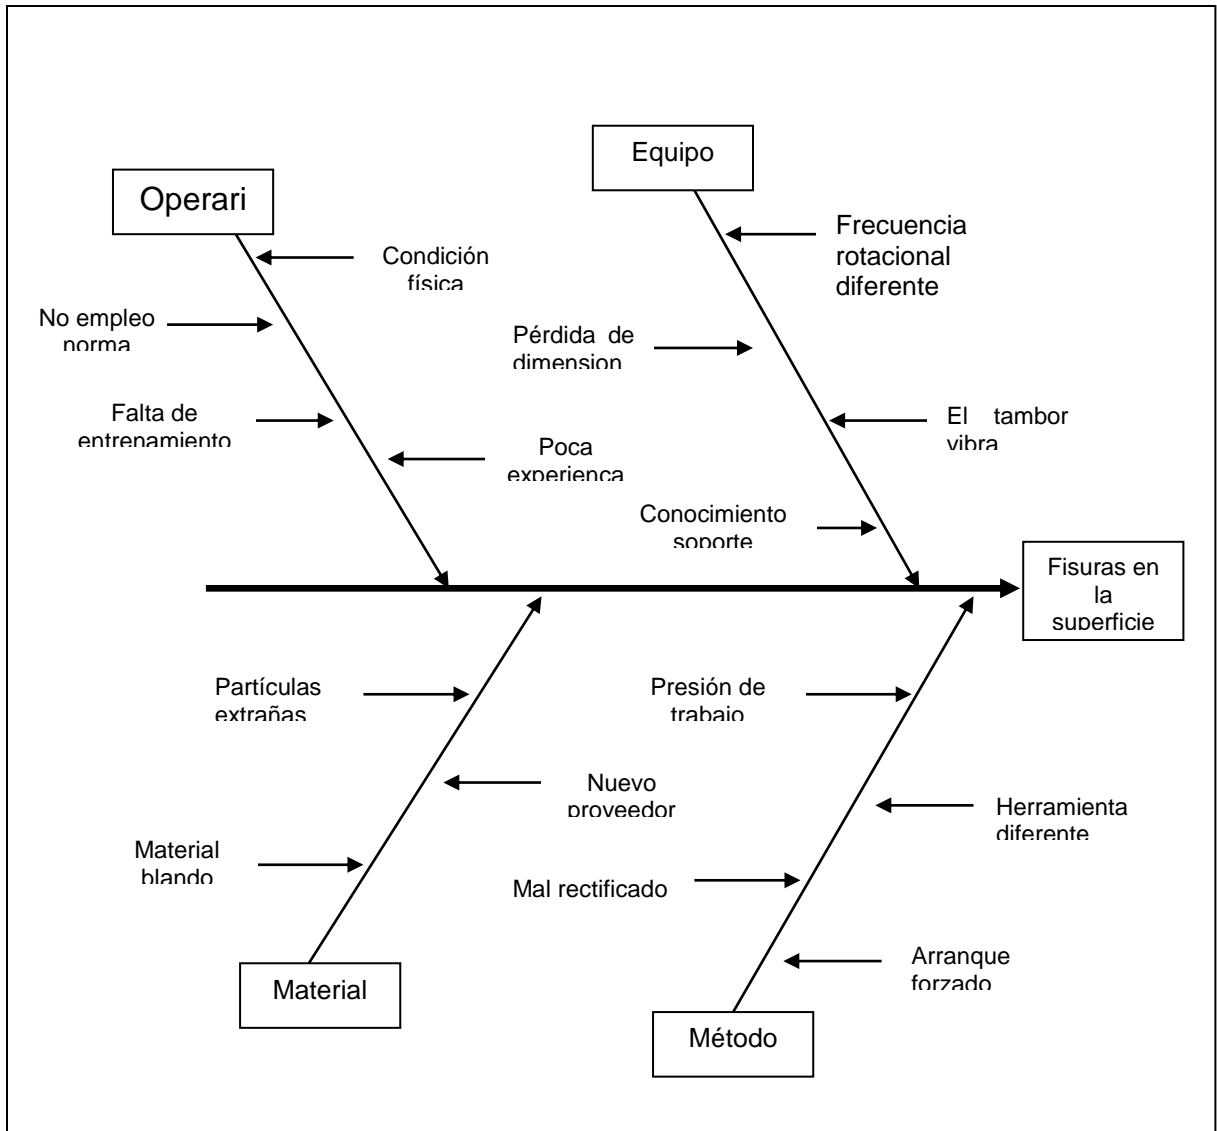 Equipo
Operari
Frecuencia
rotacional
diferente
Condición
física
No empleo
norma
Pérdida de
dimension
Falta de
entrenamiento
El tambor
vibra
Poca
experienca
Conocimiento
soporte
Fisuras en
la
superficie
Partículas
extrañas
Presión de
trabajo
Nuevo
proveedor
Herramienta
diferente
Material
blando
Mal rectificado
Arranque
forzado
Material
Método